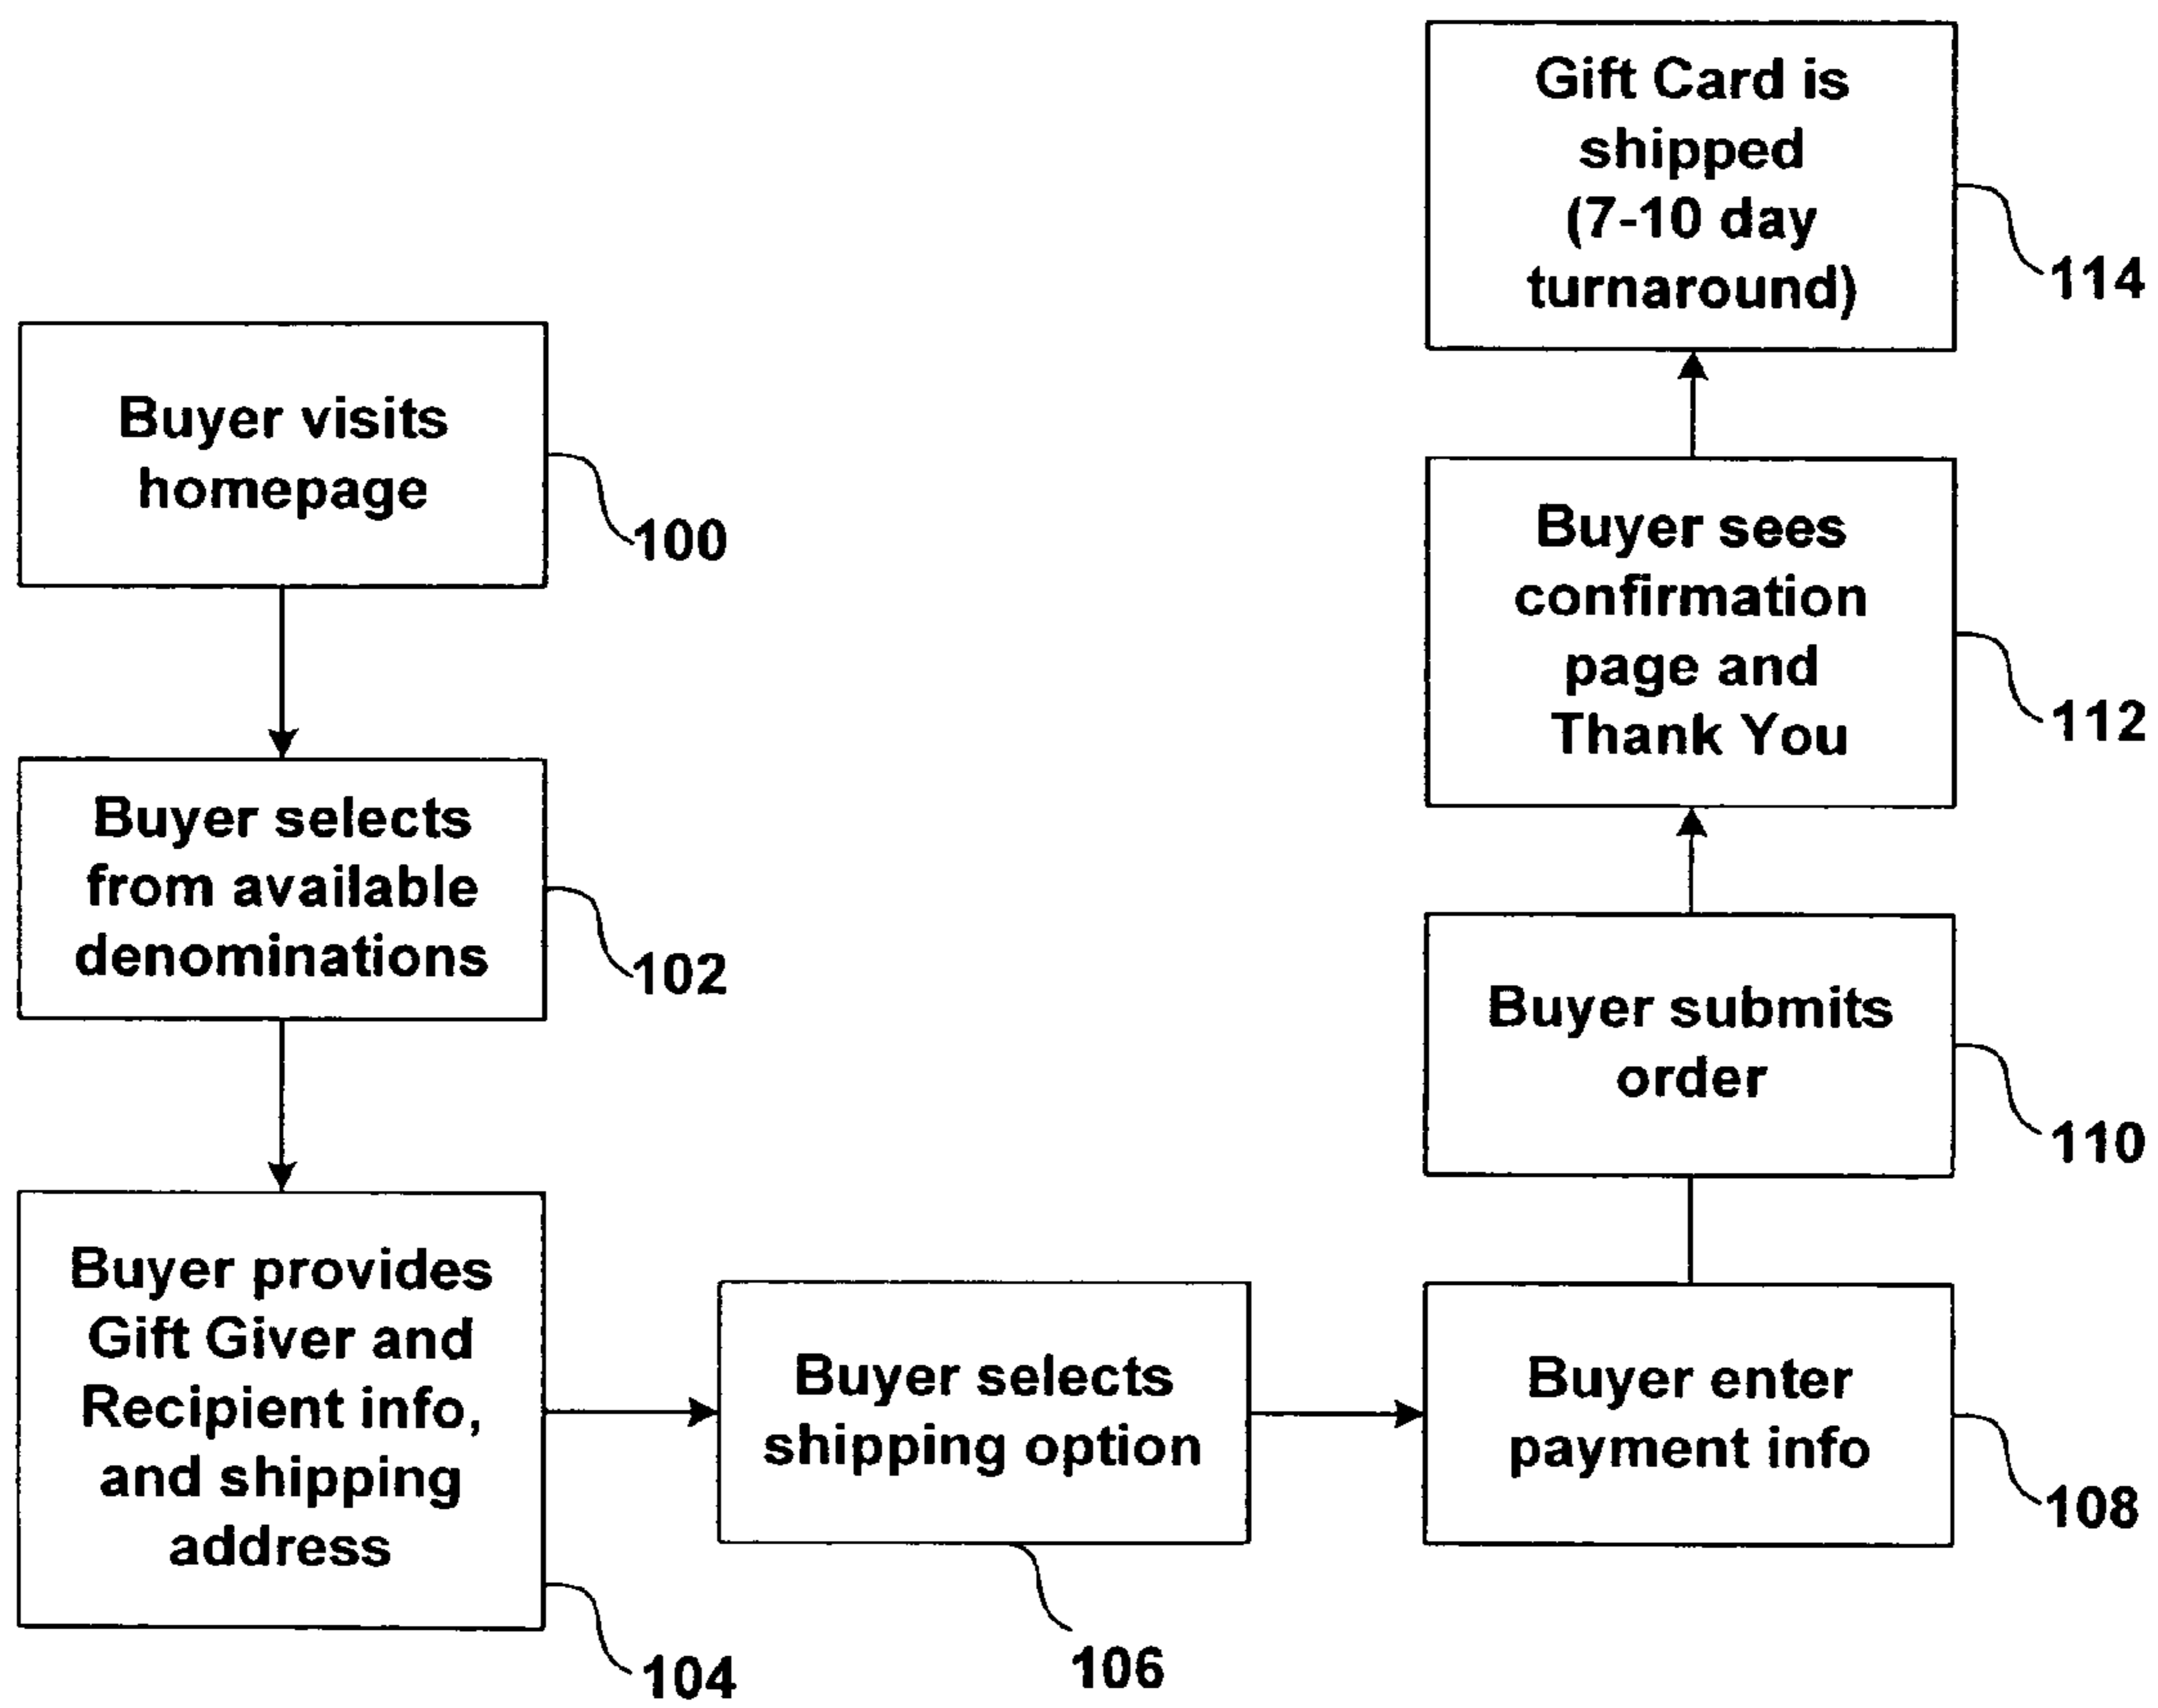 Buyer visits
homepage
100
Buyer selects
from available
denominations
102
Buyer provides
Gift Giver and
Recipient info,
and shipping
address
104
Buyer selects
shipping option
106
Buyer enter
payment info
108
Buyer submits
order
110
Buyer sees
confirmation
page and
Thank You
112
Gift Card is
shipped
(7-10 day
turnaround)
114